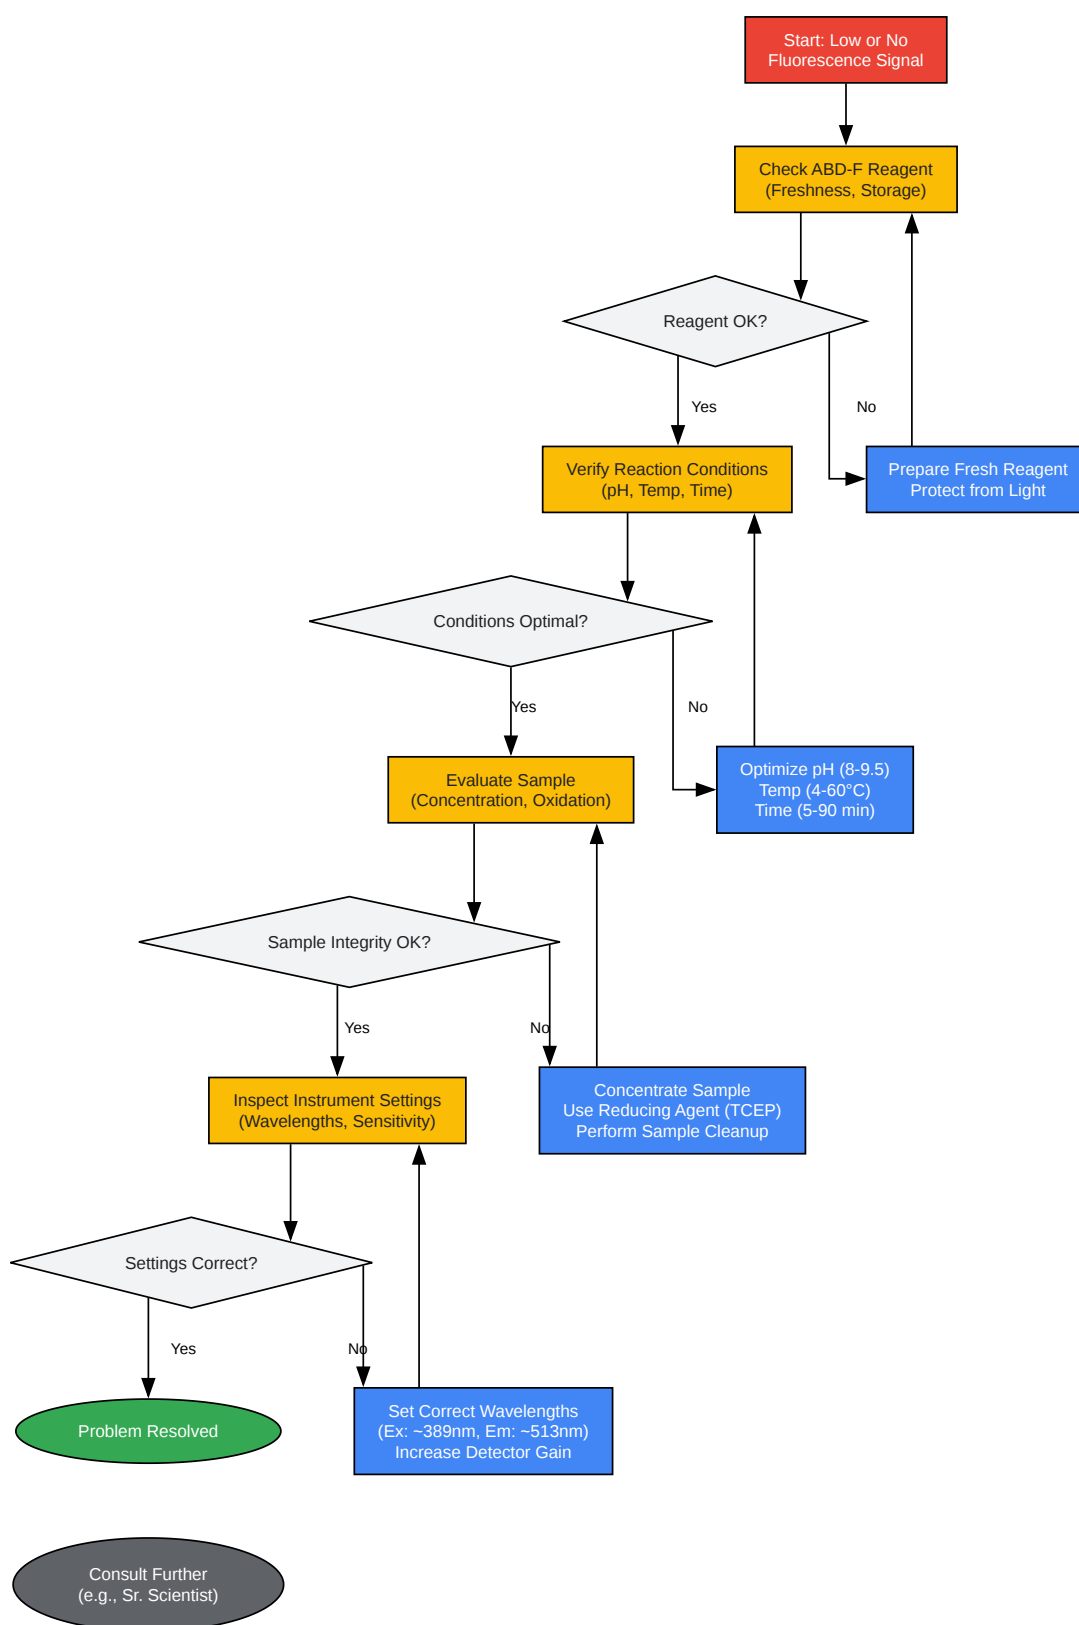 Start: Low or No
Fluorescence Signal
Check ABD-F Reagent
(Freshness, Storage)
Reagent OK?
Yes
No
Verify Reaction Conditions
(pH, Temp, Time)
Prepare Fresh Reagent
Protect from Light
Conditions Optimal?
Yes
No
Evaluate Sample
(Concentration, Oxidation)
Optimize pH (8-9.5)
Temp (4-60°C)
Time (5-90 min)
Sample Integrity OK?
Yes
No
Inspect Instrument Settings
(Wavelengths, Sensitivity)
Concentrate Sample
Use Reducing Agent (TCEP)
Perform Sample Cleanup
Settings Correct?
Yes
No
Problem Resolved
Set Correct Wavelengths
(Ex: ~389nm, Em: ~513nm)
Increase Detector Gain
Consult Further
(e.g., Sr. Scientist)